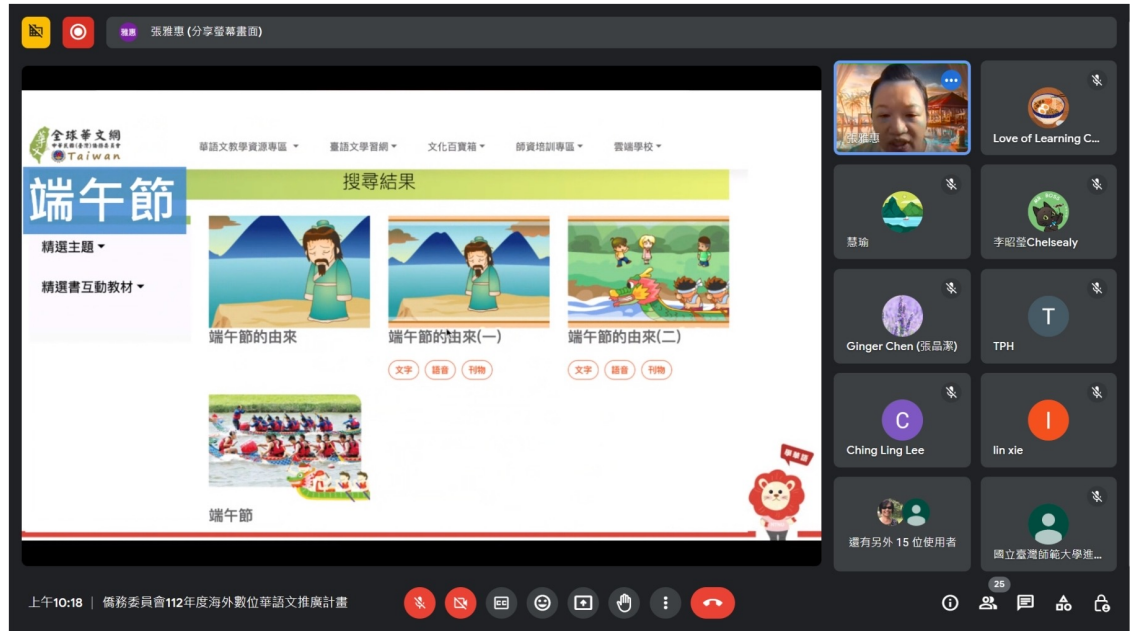 雅惠 張雅惠 (分享螢幕畫面)
全球華文網
Taiwan
華語文教學資源專區 臺語文學習網 文化百寶箱 師資培訓專區 雲端學校
端午節
搜尋結果
精選主題
精選書互動教材
端午節的由來
端午節的由來(一)
端午節的由來(二)
文字 語音 刊物
文字 語音 刊物
端午節
學華語
張雅惠
Love of Learning C...
慧瑜
李昭瑩Chelsealy
Ginger Chen (張晶潔)
T
TPH
C
Ching Ling Lee
I
lin xie
還有另外 15 位使用者
國立臺灣師範大學進...
上午10:18 | 僑務委員會112年度海外數位華語文推廣計畫
CC
25